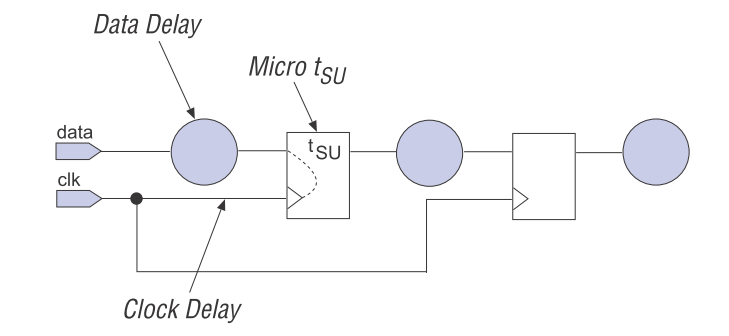 Data Delay
Micro tSU
data
tSU
clk
Clock Delay